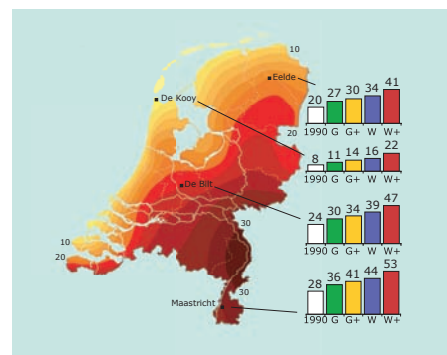 10
Eelde
De Kooy
20
De Bilt
30
10
20
30
Maastricht
20 27 30 34 41
1990 G G+ W W+
8 11 14 16 22
1990 G G+ W W+
24 30 34 39 47
1990 G G+ W W+
28 36 41 44 53
1990 G G+ W W+